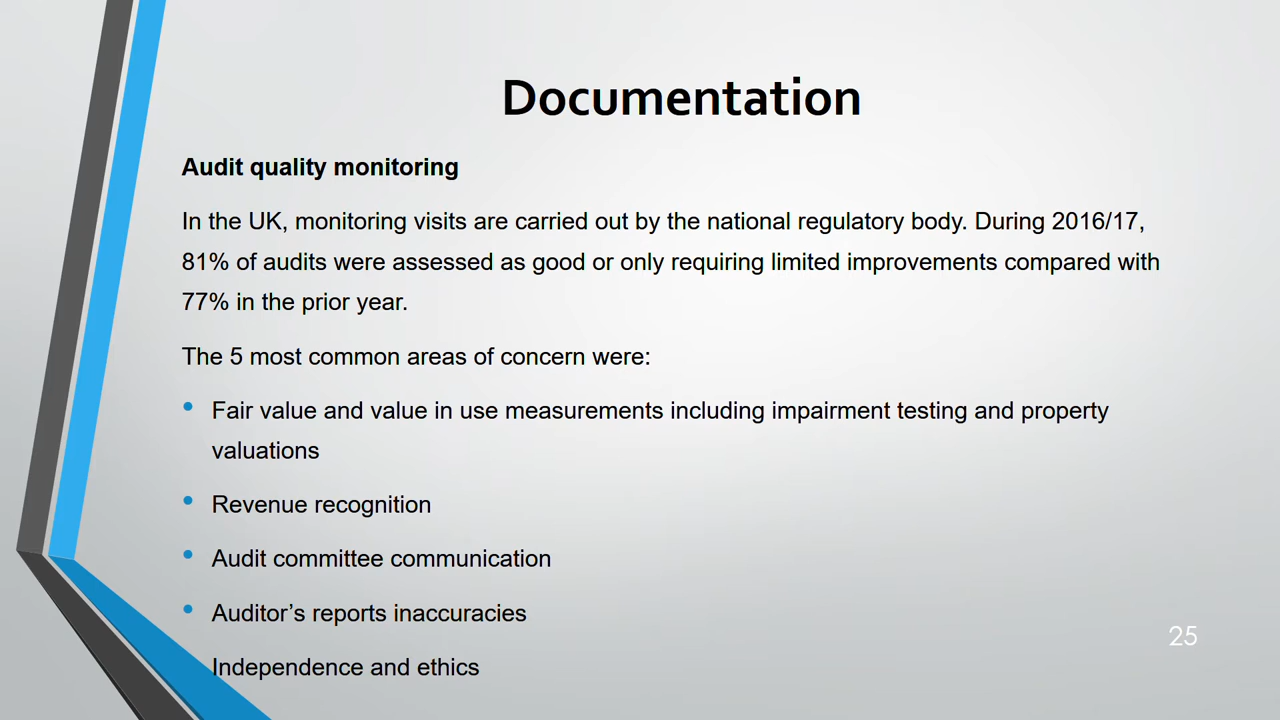 Documentation
Audit quality monitoring
In the UK, monitoring visits are carried out by the national regulatory body. During 2016/17,
81% of audits were assessed as good or only requiring limited improvements compared with
77% in the prior year.
The 5 most common areas of concern were:
• Fair value and value in use measurements including impairment testing and property
valuations
• Revenue recognition
• Audit committee communication
• Auditor’s reports inaccuracies
Independence and ethics
25